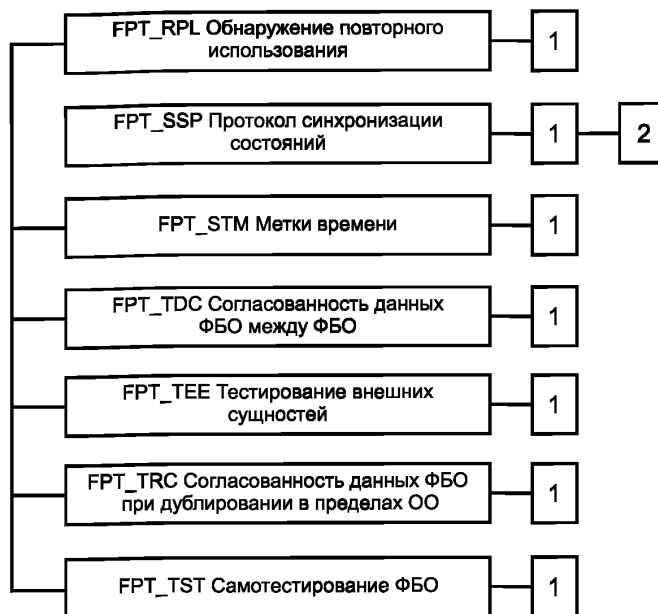 FPT_RPL Обнаружение повторного
использования
1
FPT_SSP Протокол синхронизации
состояний
1
2
FPT_STM Метки времени
1
FPT_TDC Согласованность данных
ФБО между ФБО
1
FPT_TEE Тестирование внешних
сущностей
1
FPT_TRC Согласованность данных ФБО
при дублировании в пределах ОО
1
FPT_TST Самотестирование ФБО
1